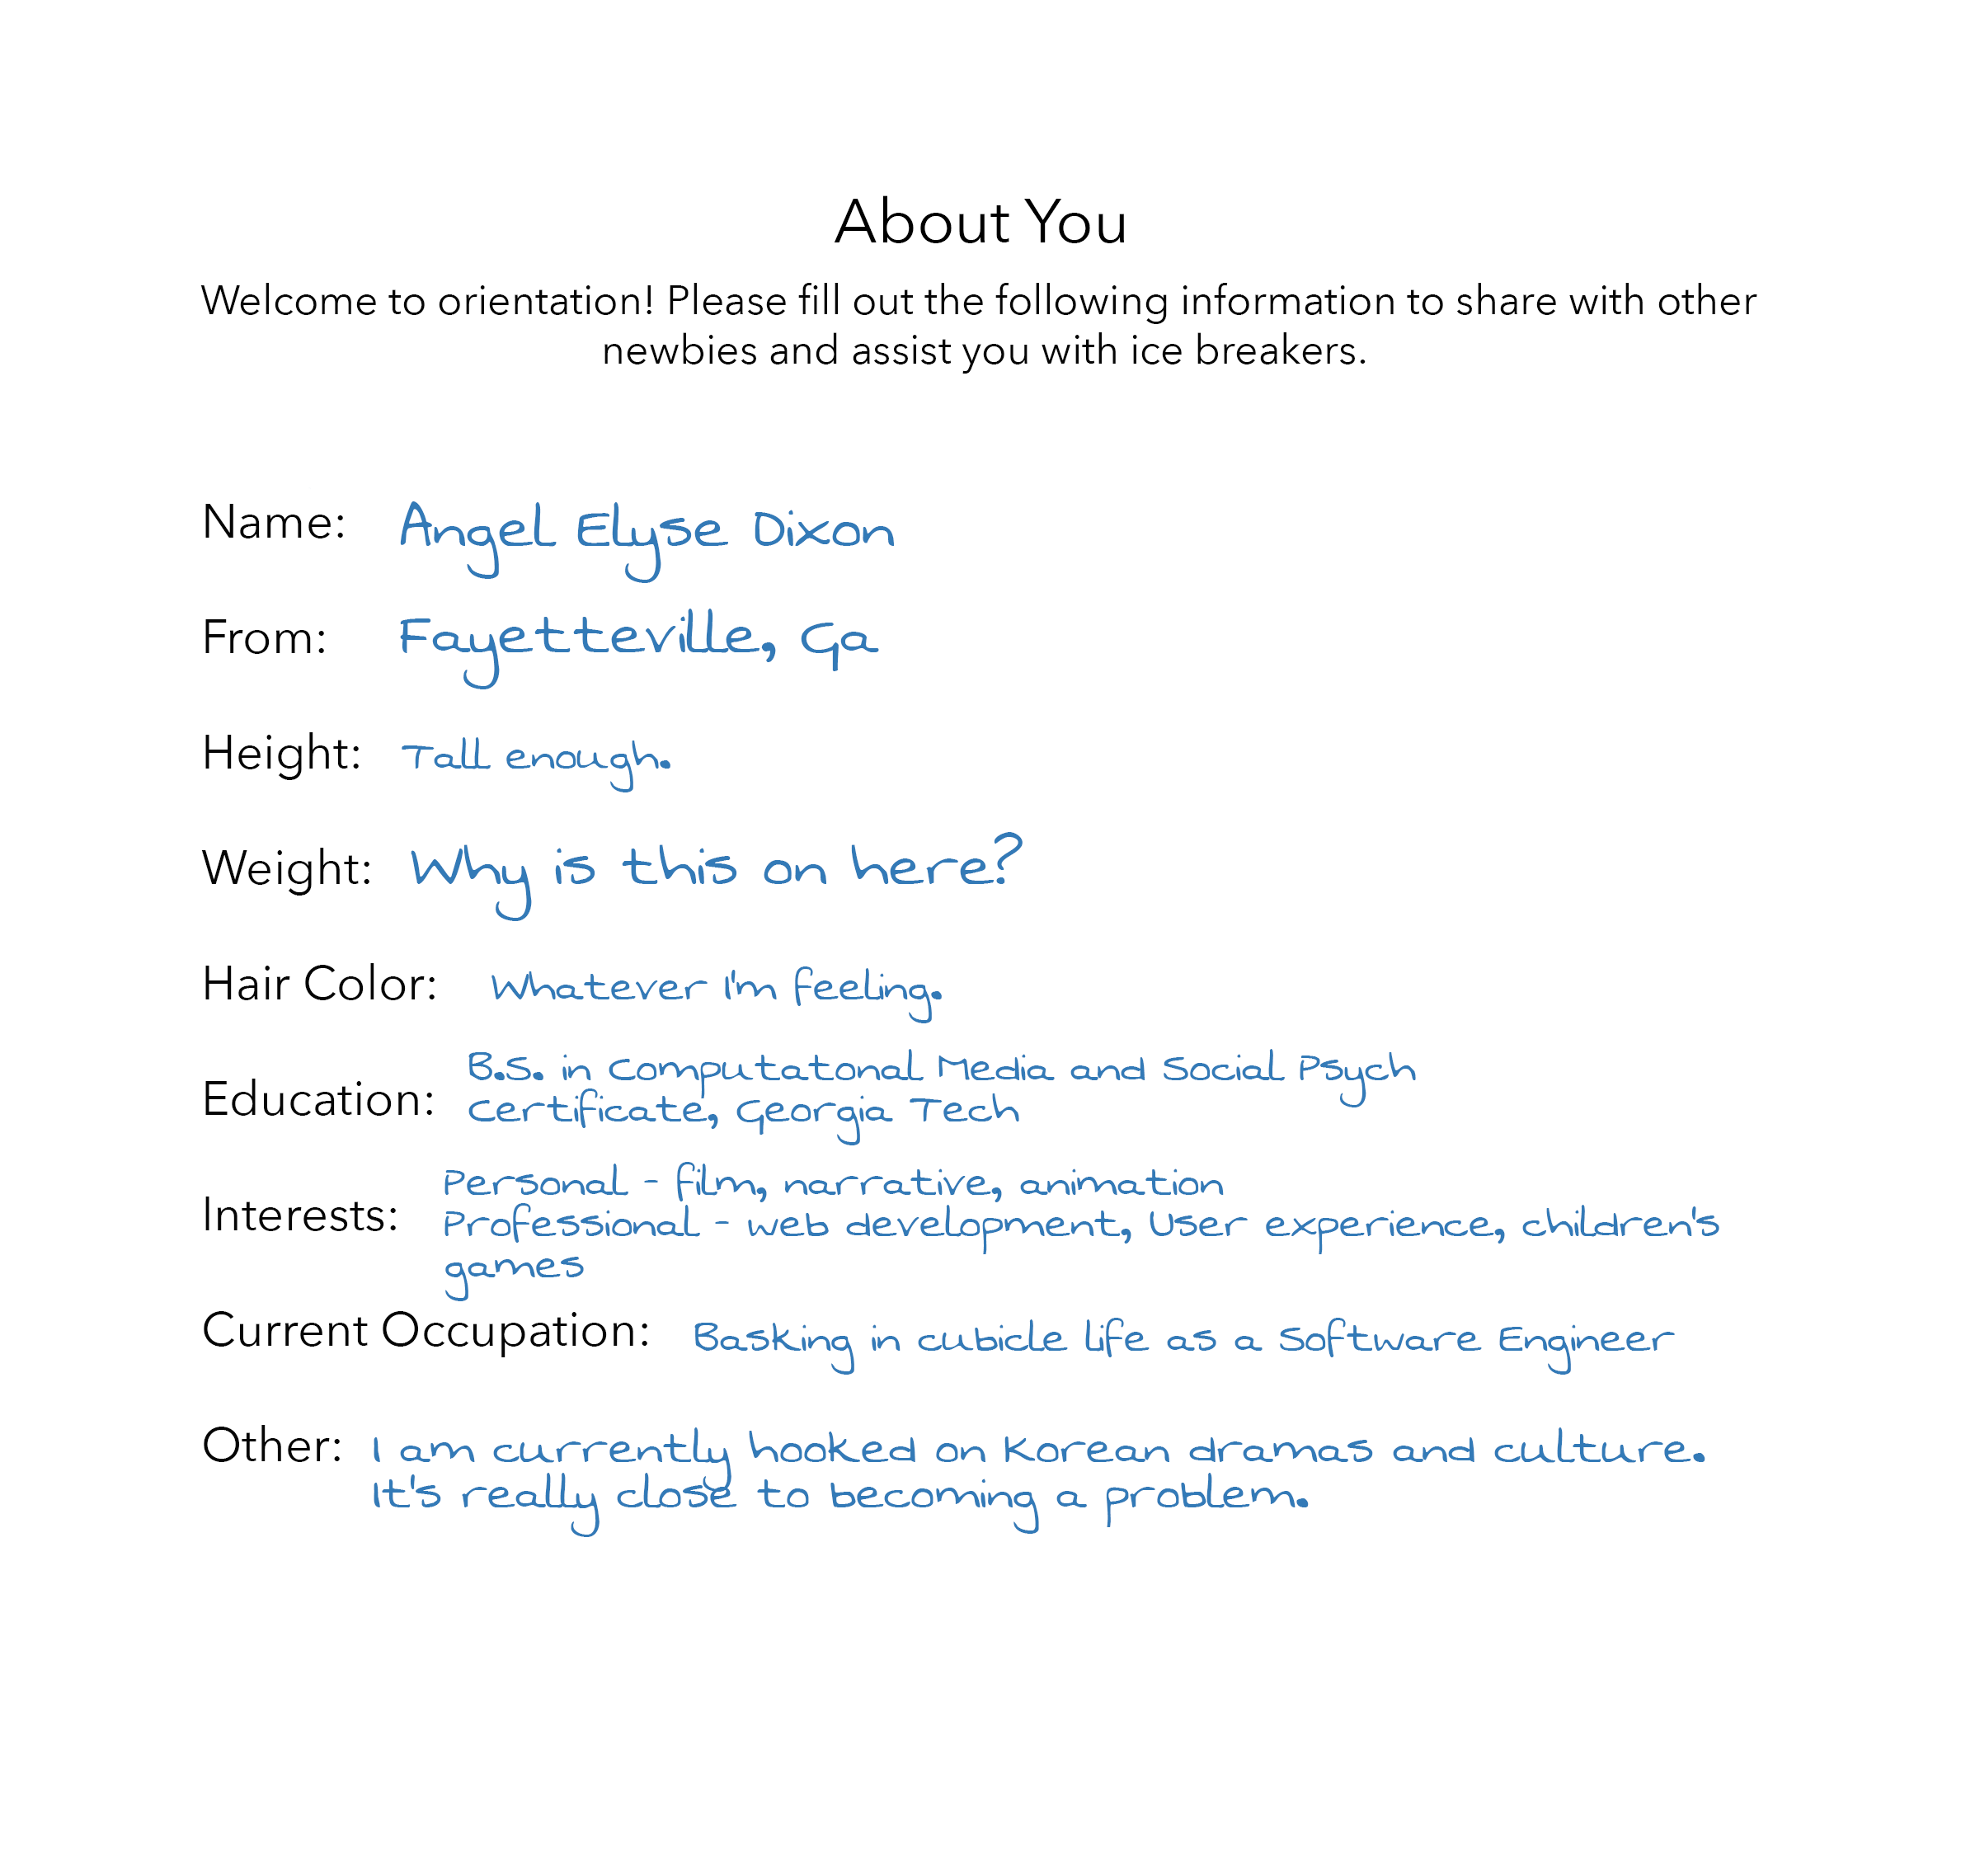 About You
Welcome to orientation! Please fill out the following information to share with other
newbies and assist you with ice breakers.
Name: Angel Elyse Dixon
From: Fayetteville, Ga
Height: Tall enough.
Weight: Why is this on here?
Hair Color: Whatever I'm feeling.
Education: B.S. in Computatonal Media and Social Psych
Certificate, Georgia Tech
Interests: Personal - film, narrative, animation
Professional - web development, User experience, children's
games
Current Occupation: Basking in cubicle life as a Software Engineer
Other: I am currently hooked on Korean dramas and culture.
It's really close to becoming a problem.